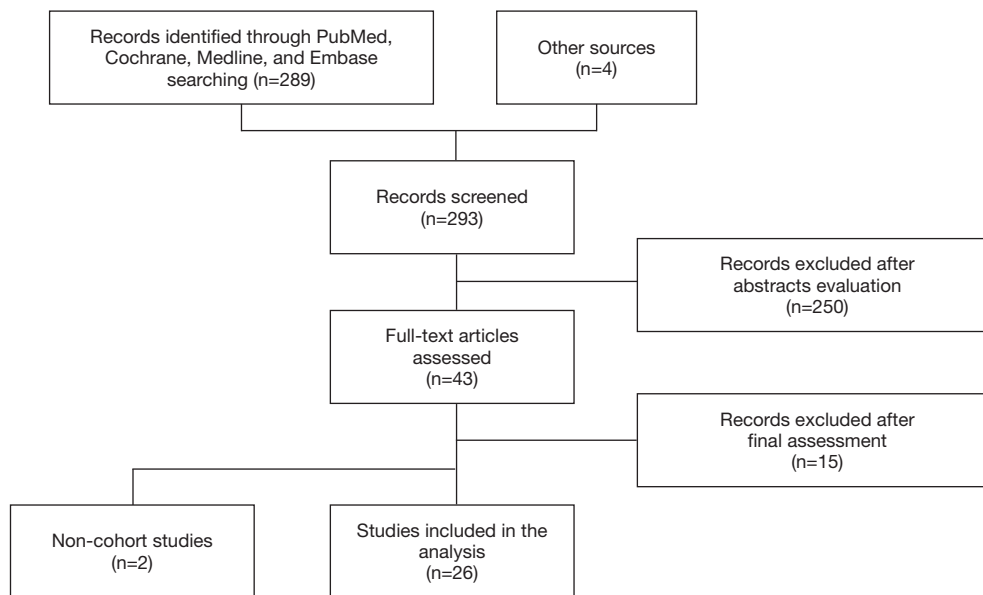 Records identified through PubMed,
Cochrane, Medline, and Embase
searching (n=289)
Other sources
(n=4)
Records screened
(n=293)
Records excluded after
abstracts evaluation
(n=250)
Full-text articles
assessed
(n=43)
Records excluded after
final assessment
(n=15)
Non-cohort studies
(n=2)
Studies included in the
analysis
(n=26)